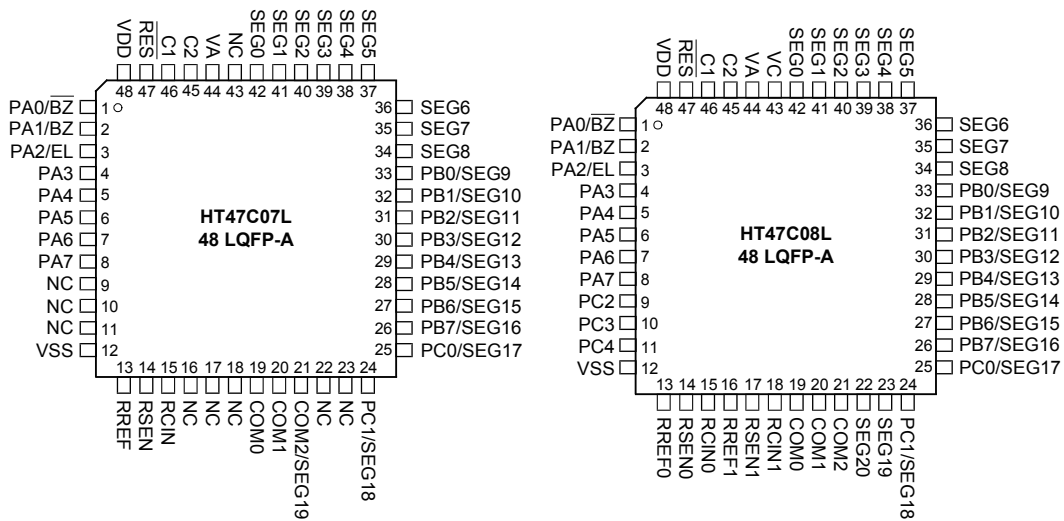 VDD
RES
C1
C2
VA
NC
SEG0
SEG1
SEG2
SEG3
SEG4
SEG5
48 47 46 45 44 43 42 41 40 39 38 37
PA0/BZ 1
PA1/BZ 2
PA2/EL 3
PA3 4
PA4 5
PA5 6
PA6 7
PA7 8
NC 9
NC 10
NC 11
VSS 12
HT47C07L
48 LQFP-A
36 SEG6
35 SEG7
34 SEG8
33 PB0/SEG9
32 PB1/SEG10
31 PB2/SEG11
30 PB3/SEG12
29 PB4/SEG13
28 PB5/SEG14
27 PB6/SEG15
26 PB7/SEG16
25 PC0/SEG17
13 14 15 16 17 18 19 20 21 22 23 24
RREF
RSEN
RCIN
NC
NC
NC
COM0
COM1
COM2/SEG19
NC
NC
PC1/SEG18
VDD
RES
C1
C2
VA
VC
SEG0
SEG1
SEG2
SEG3
SEG4
SEG5
48 47 46 45 44 43 42 41 40 39 38 37
PA0/BZ 1
PA1/BZ 2
PA2/EL 3
PA3 4
PA4 5
PA5 6
PA6 7
PA7 8
PC2 9
PC3 10
PC4 11
VSS 12
HT47C08L
48 LQFP-A
36 SEG6
35 SEG7
34 SEG8
33 PB0/SEG9
32 PB1/SEG10
31 PB2/SEG11
30 PB3/SEG12
29 PB4/SEG13
28 PB5/SEG14
27 PB6/SEG15
26 PB7/SEG16
25 PC0/SEG17
13 14 15 16 17 18 19 20 21 22 23 24
RREF0
RSEN0
RCIN0
RREF1
RSEN1
RCIN1
COM0
COM1
COM2
SEG20
SEG19
PC1/SEG18